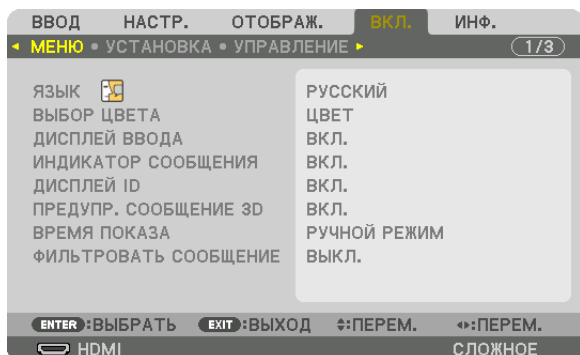 ВВОД НАСТР. ОТОБРАЖ. ВКЛ. ИНФ.
МЕНЮ • УСТАНОВКА • УПРАВЛЕНИЕ 1/3
ЯЗЫК РУССКИЙ
ВЫБОР ЦВЕТА ЦВЕТ
ДИСПЛЕЙ ВВОДА ВКЛ.
ИНДИКАТОР СООБЩЕНИЯ ВКЛ.
ДИСПЛЕЙ ID ВКЛ.
ПРЕДУПР. СООБЩЕНИЕ 3D ВКЛ.
ВРЕМЯ ПОКАЗА РУЧНОЙ РЕЖИМ
ФИЛЬТРОВАТЬ СООБЩЕНИЕ ВЫКЛ.
ENTER :ВЫБРАТЬ EXIT :ВЫХОД :ПЕРЕМ. :ПЕРЕМ.
HDMI СЛОЖНОЕ